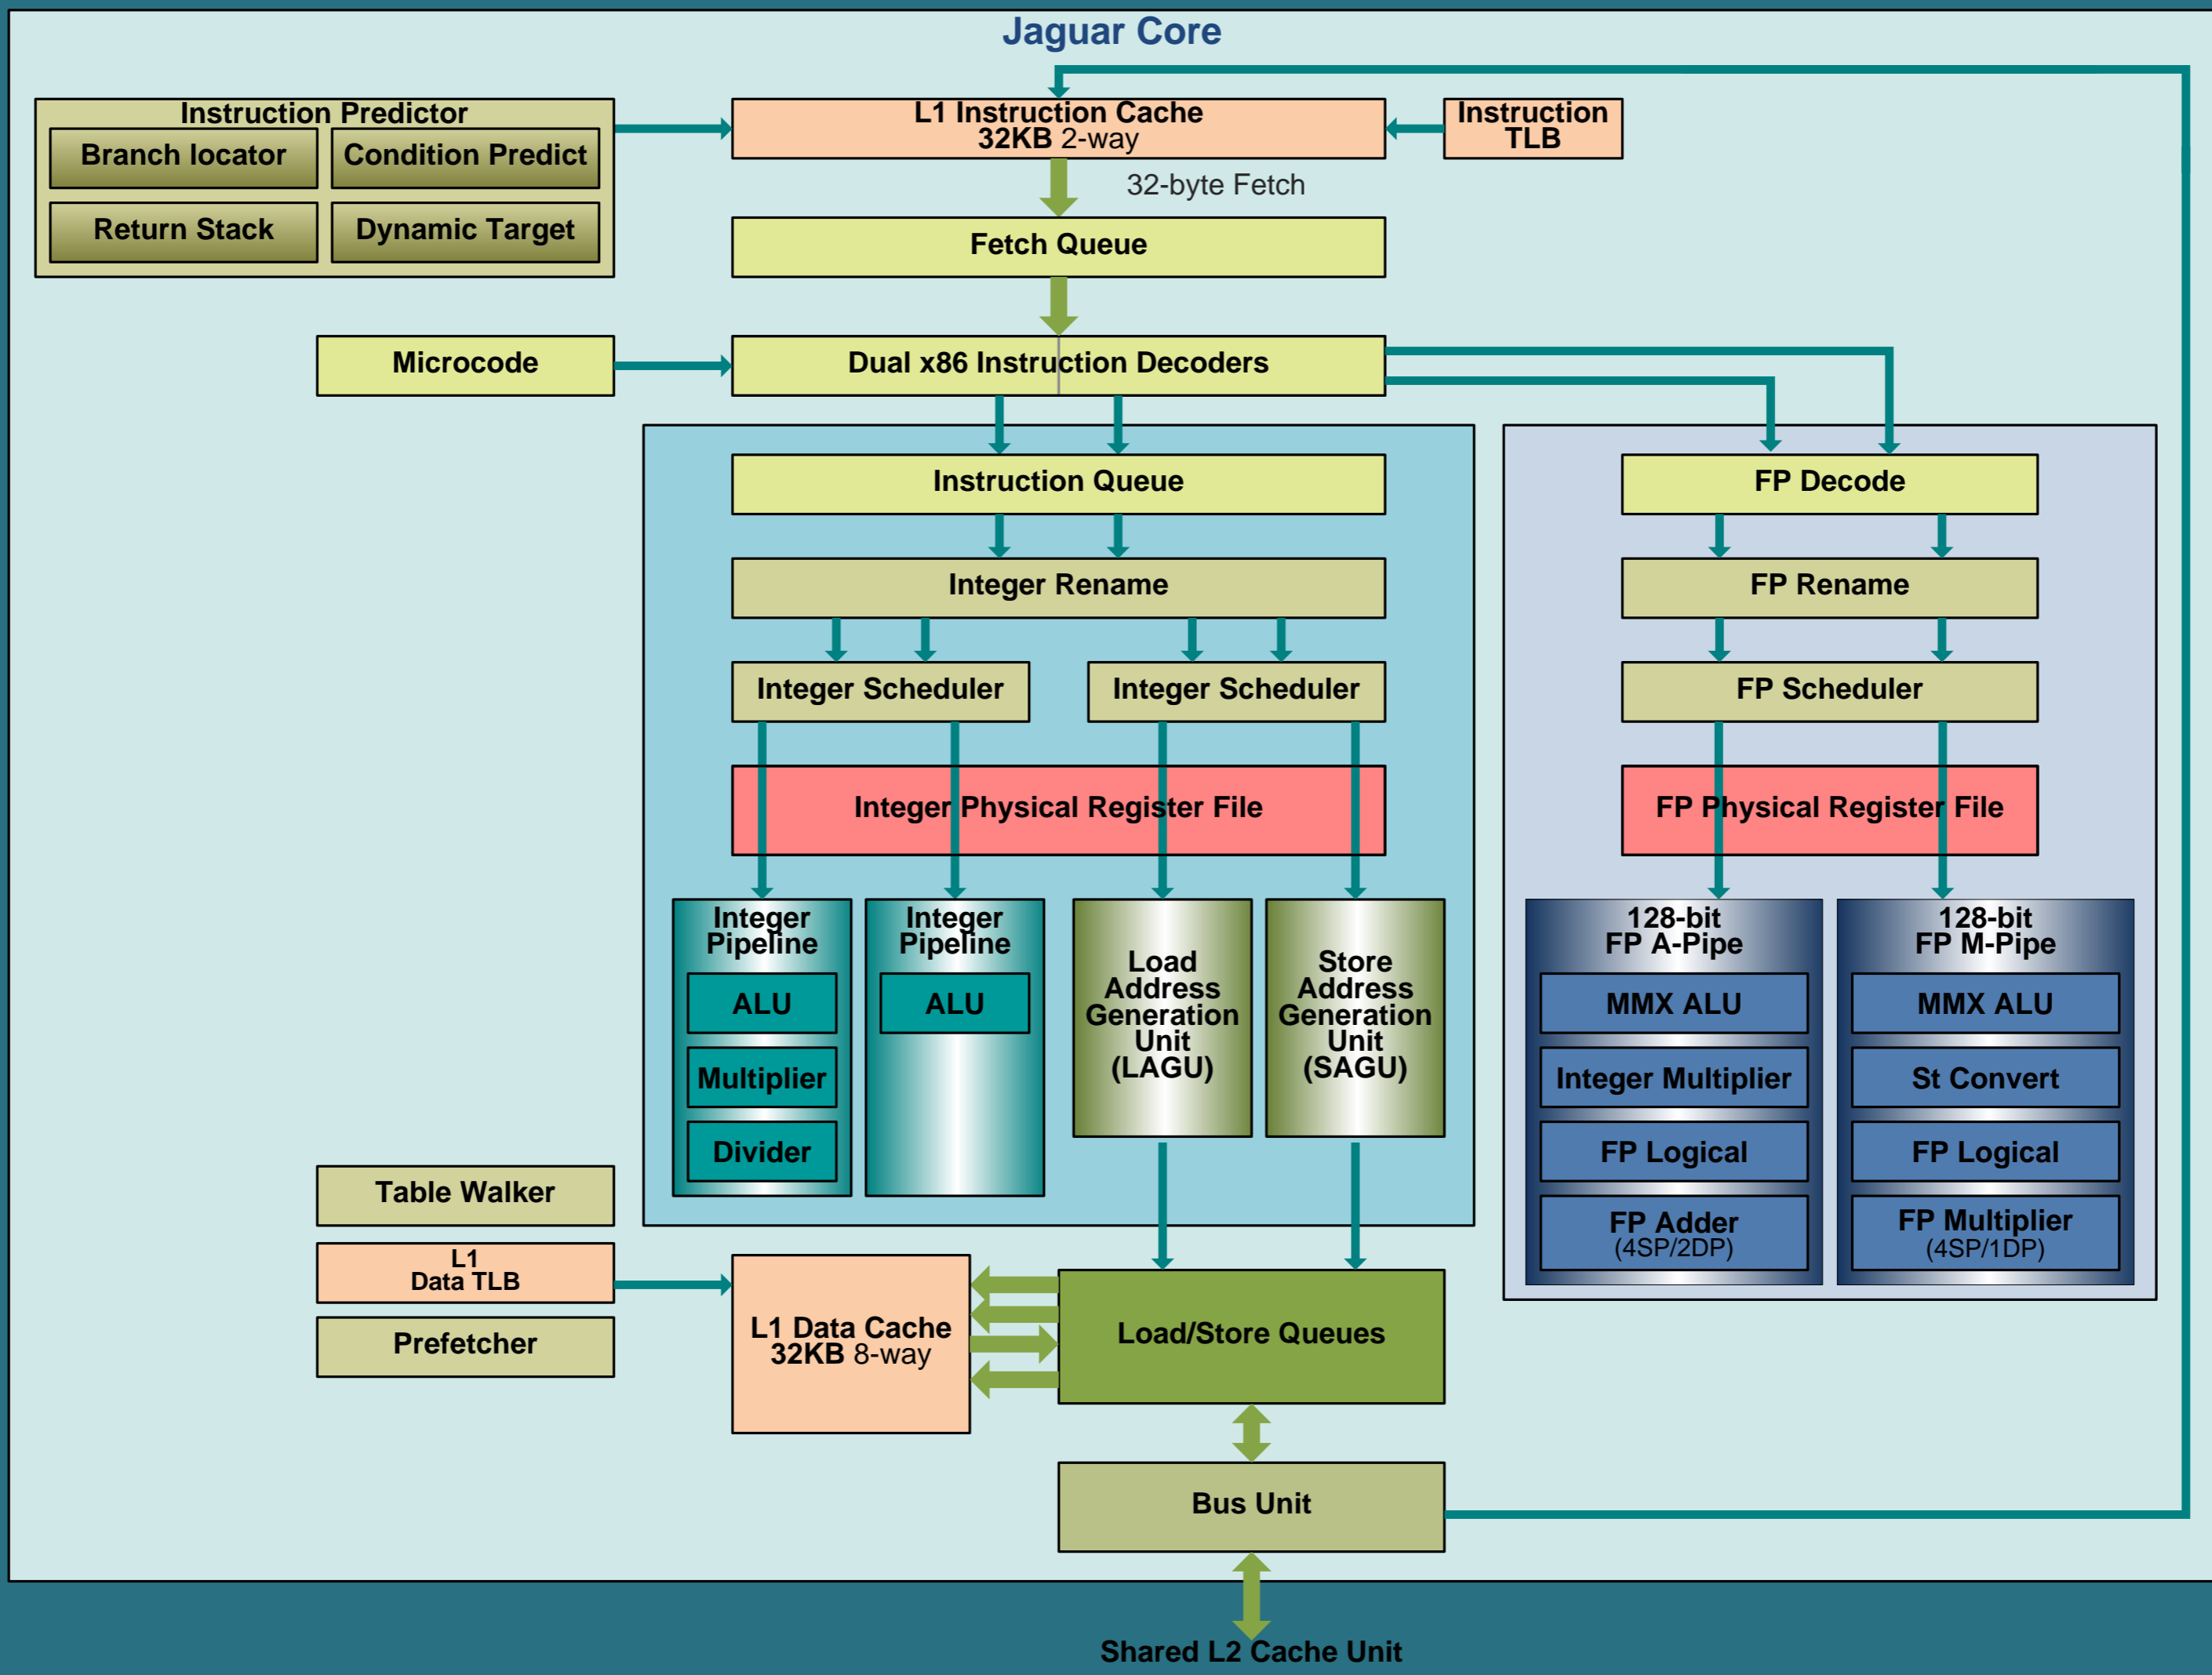 Jaguar Core
Instruction Predictor
Branch locator
Condition Predict
Return Stack
Dynamic Target
L1 Instruction Cache
32KB 2-way
Instruction
TLB
32-byte Fetch
Fetch Queue
Microcode
Dual x86 Instruction Decoders
Instruction Queue
FP Decode
Integer Rename
FP Rename
Integer Scheduler
Integer Scheduler
FP Scheduler
Integer Physical Register File
FP Physical Register File
Integer
Pipeline
ALU
Multiplier
Divider
Integer
Pipeline
ALU
Load
Address
Generation
Unit
(LAGU)
Store
Address
Generation
Unit
(SAGU)
128-bit
FP A-Pipe
MMX ALU
Integer Multiplier
FP Logical
FP Adder
(4SP/2DP)
128-bit
FP M-Pipe
MMX ALU
St Convert
FP Logical
FP Multiplier
(4SP/1DP)
Table Walker
L1
Data TLB
Prefetcher
L1 Data Cache
32KB 8-way
Load/Store Queues
Bus Unit
Shared L2 Cache Unit